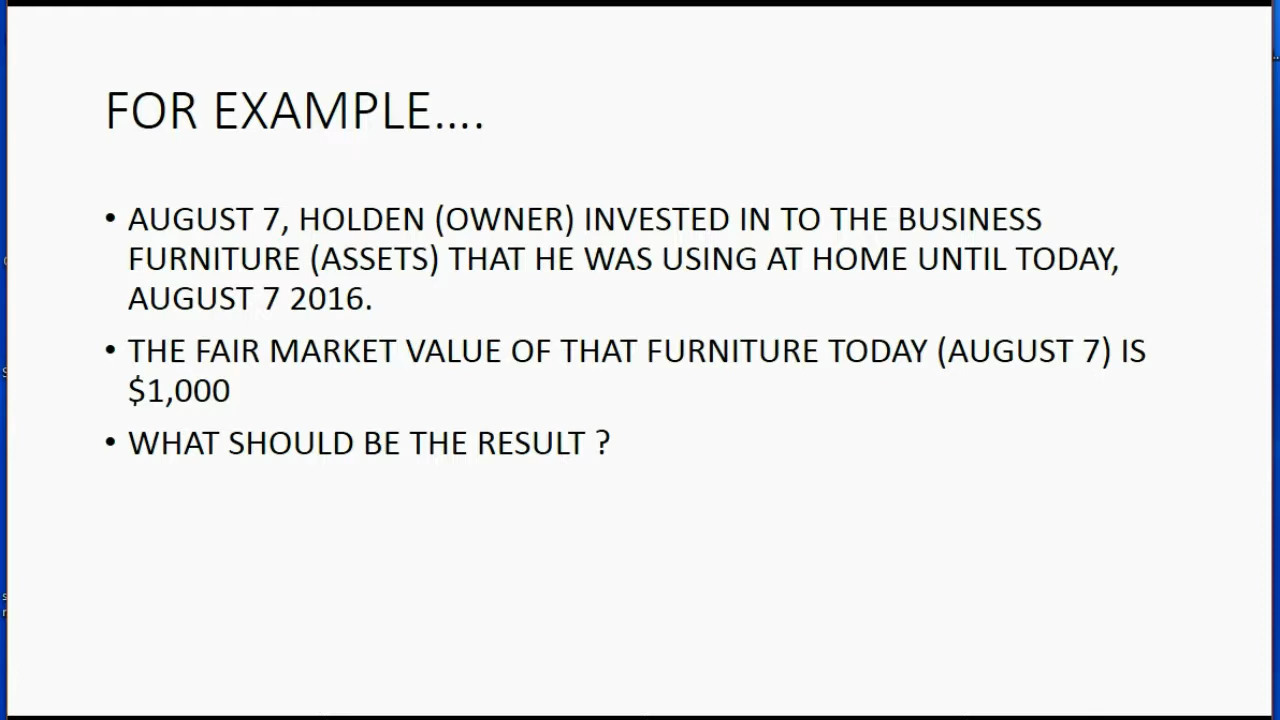 FOR EXAMPLE....
• AUGUST 7, HOLDEN (OWNER) INVESTED IN TO THE BUSINESS
FURNITURE (ASSETS) THAT HE WAS USING AT HOME UNTIL TODAY,
AUGUST 7 2016.
• THE FAIR MARKET VALUE OF THAT FURNITURE TODAY (AUGUST 7) IS
$1,000
• WHAT SHOULD BE THE RESULT ?